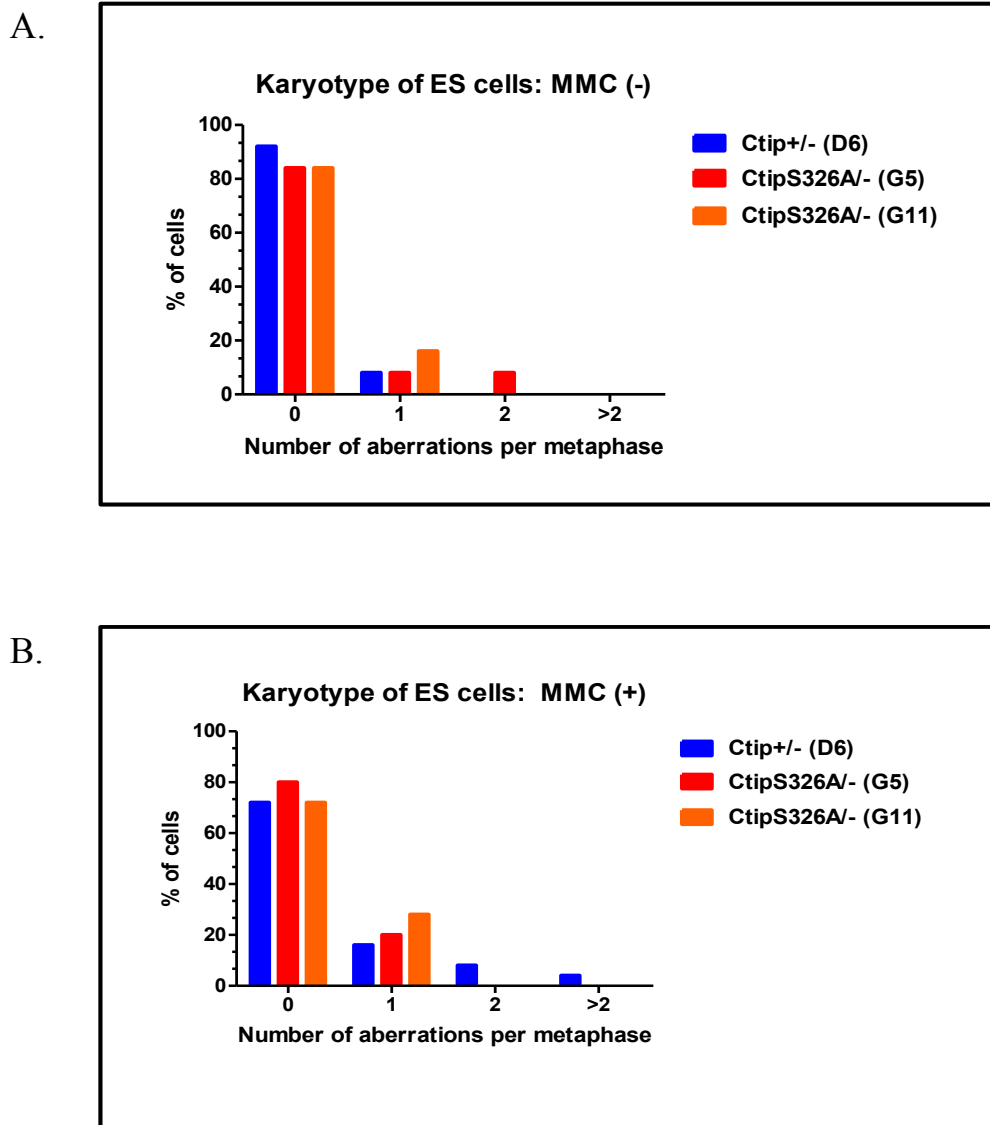 A.
Karyotype of ES cells: MMC (-)
100
80
60
40
20
0
% of cells
0 1 2 >2
Number of aberrations per metaphase
Ctip+/- (D6)
CtipS326A/- (G5)
CtipS326A/- (G11)
B.
Karyotype of ES cells:  MMC (+)
100
80
60
40
20
0
% of cells
0 1 2 >2
Number of aberrations per metaphase
Ctip+/- (D6)
CtipS326A/- (G5)
CtipS326A/- (G11)